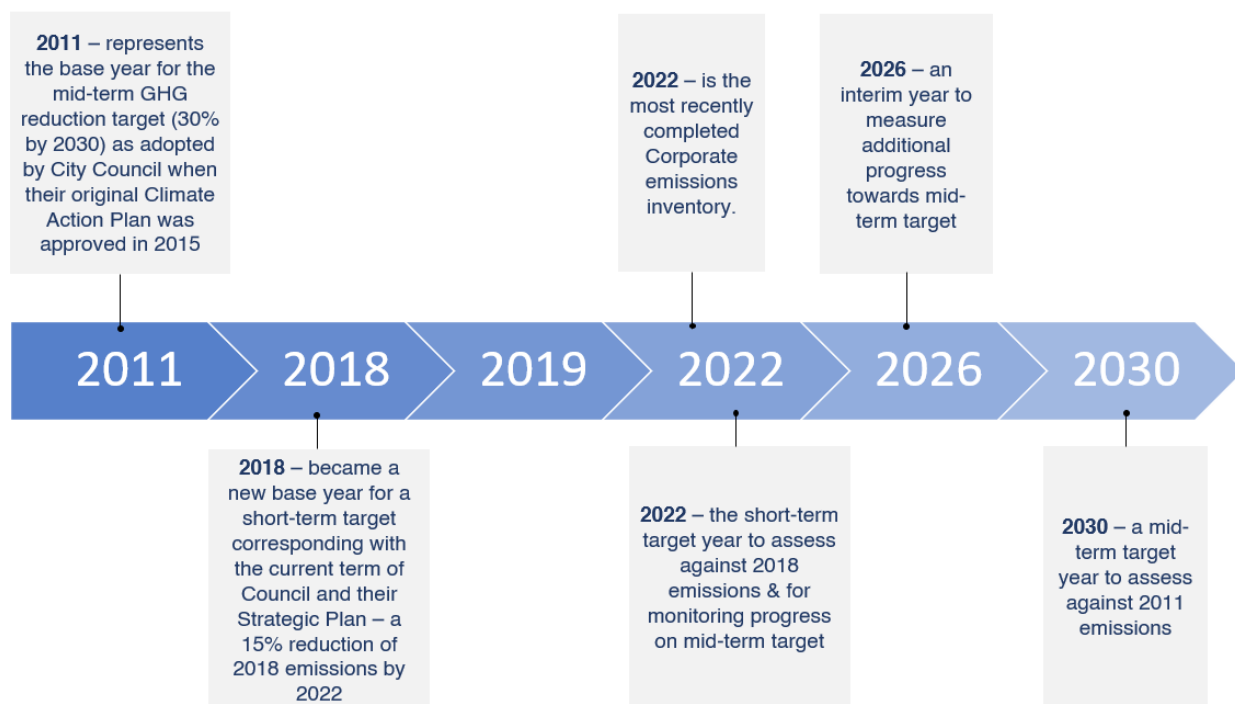 2011 – represents
the base year for the
mid-term GHG
reduction target (30%
by 2030) as adopted
by City Council when
their original Climate
Action Plan was
approved in 2015
2022 – is the
most recently
completed
Corporate
emissions
inventory.
2026 – an
interim year to
measure
additional
progress
towards mid-
term target
2011
2018
2019
2022
2026
2030
2018 – became a
new base year for a
short-term target
corresponding with
the current term of
Council and their
Strategic Plan – a
15% reduction of
2018 emissions by
2022
2022 – the short-term
target year to assess
against 2018
emissions & for
monitoring progress
on mid-term target
2030 – a mid-
term target
year to assess
against 2011
emissions